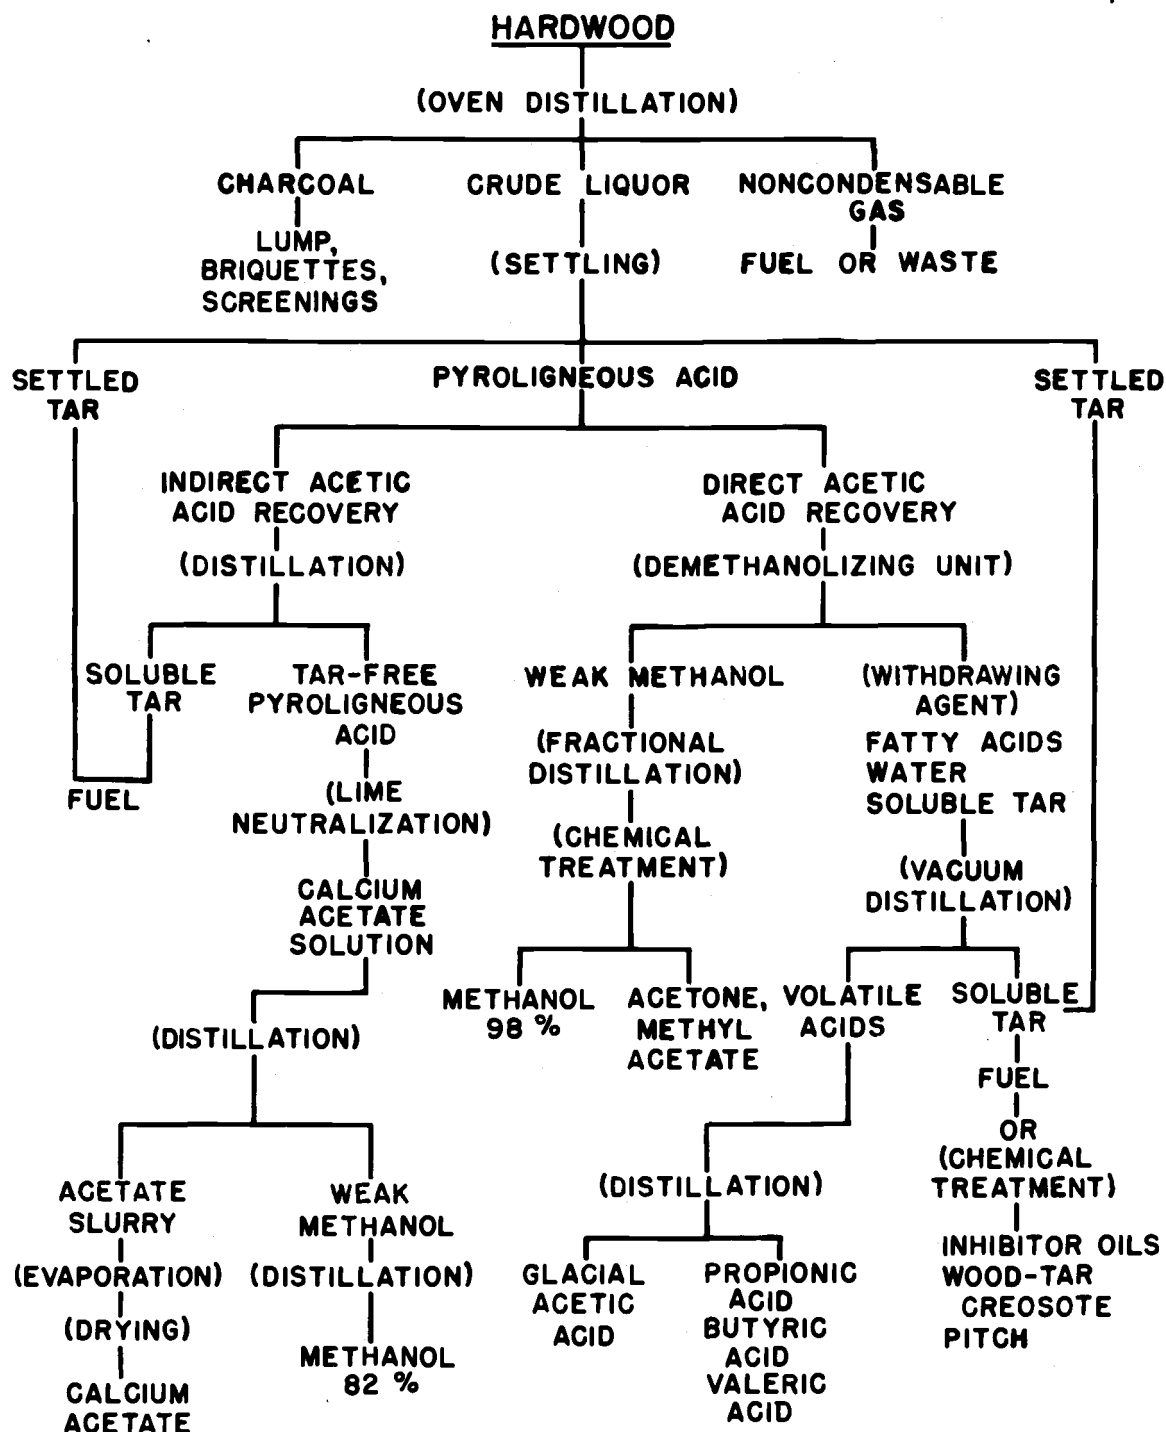 HARDWOOD
(OVEN DISTILLATION)
CHARCOAL
LUMP,
BRIQUETTES,
SCREENINGS
CRUDE LIQUOR
(SETTLING)
NONCONDENSABLE
GAS
FUEL OR WASTE
SETTLED
TAR
PYROLIGNEOUS ACID
SETTLED
TAR
INDIRECT ACETIC
ACID RECOVERY
(DISTILLATION)
SOLUBLE
TAR
FUEL
TAR-FREE
PYROLIGNEOUS
ACID
(LIME
NEUTRALIZATION)
CALCIUM
ACETATE
SOLUTION
(DISTILLATION)
ACETATE
SLURRY
(EVAPORATION)
(DRYING)
CALCIUM
ACETATE
WEAK
METHANOL
(DISTILLATION)
METHANOL
82 %
DIRECT ACETIC
ACID RECOVERY
(DEMETHANOLIZING UNIT)
WEAK METHANOL
(FRACTIONAL
DISTILLATION)
(CHEMICAL
TREATMENT)
METHANOL
98 %
ACETONE,
METHYL
ACETATE
(WITHDRAWING
AGENT)
FATTY ACIDS
WATER
SOLUBLE TAR
(VACUUM
DISTILLATION)
VOLATILE
ACIDS
(DISTILLATION)
GLACIAL
ACETIC
ACID
PROPIONIC
ACID
BUTYRIC
ACID
VALERIC
ACID
SOLUBLE
TAR
FUEL
OR
(CHEMICAL
TREATMENT)
INHIBITOR OILS
WOOD-TAR
CREOSOTE
PITCH